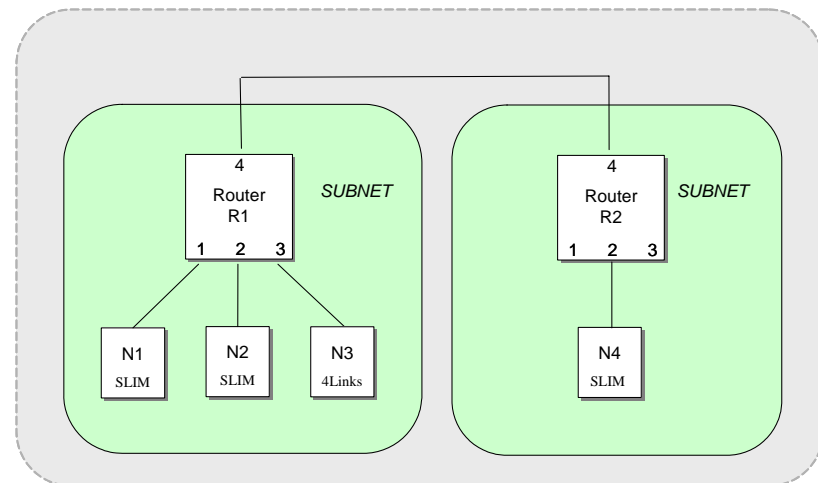 4
Router
R1
1 2 3
SUBNET
N1
SLIM
N2
SLIM
N3
4Links
4
Router
R2
1 2 3
SUBNET
N4
SLIM